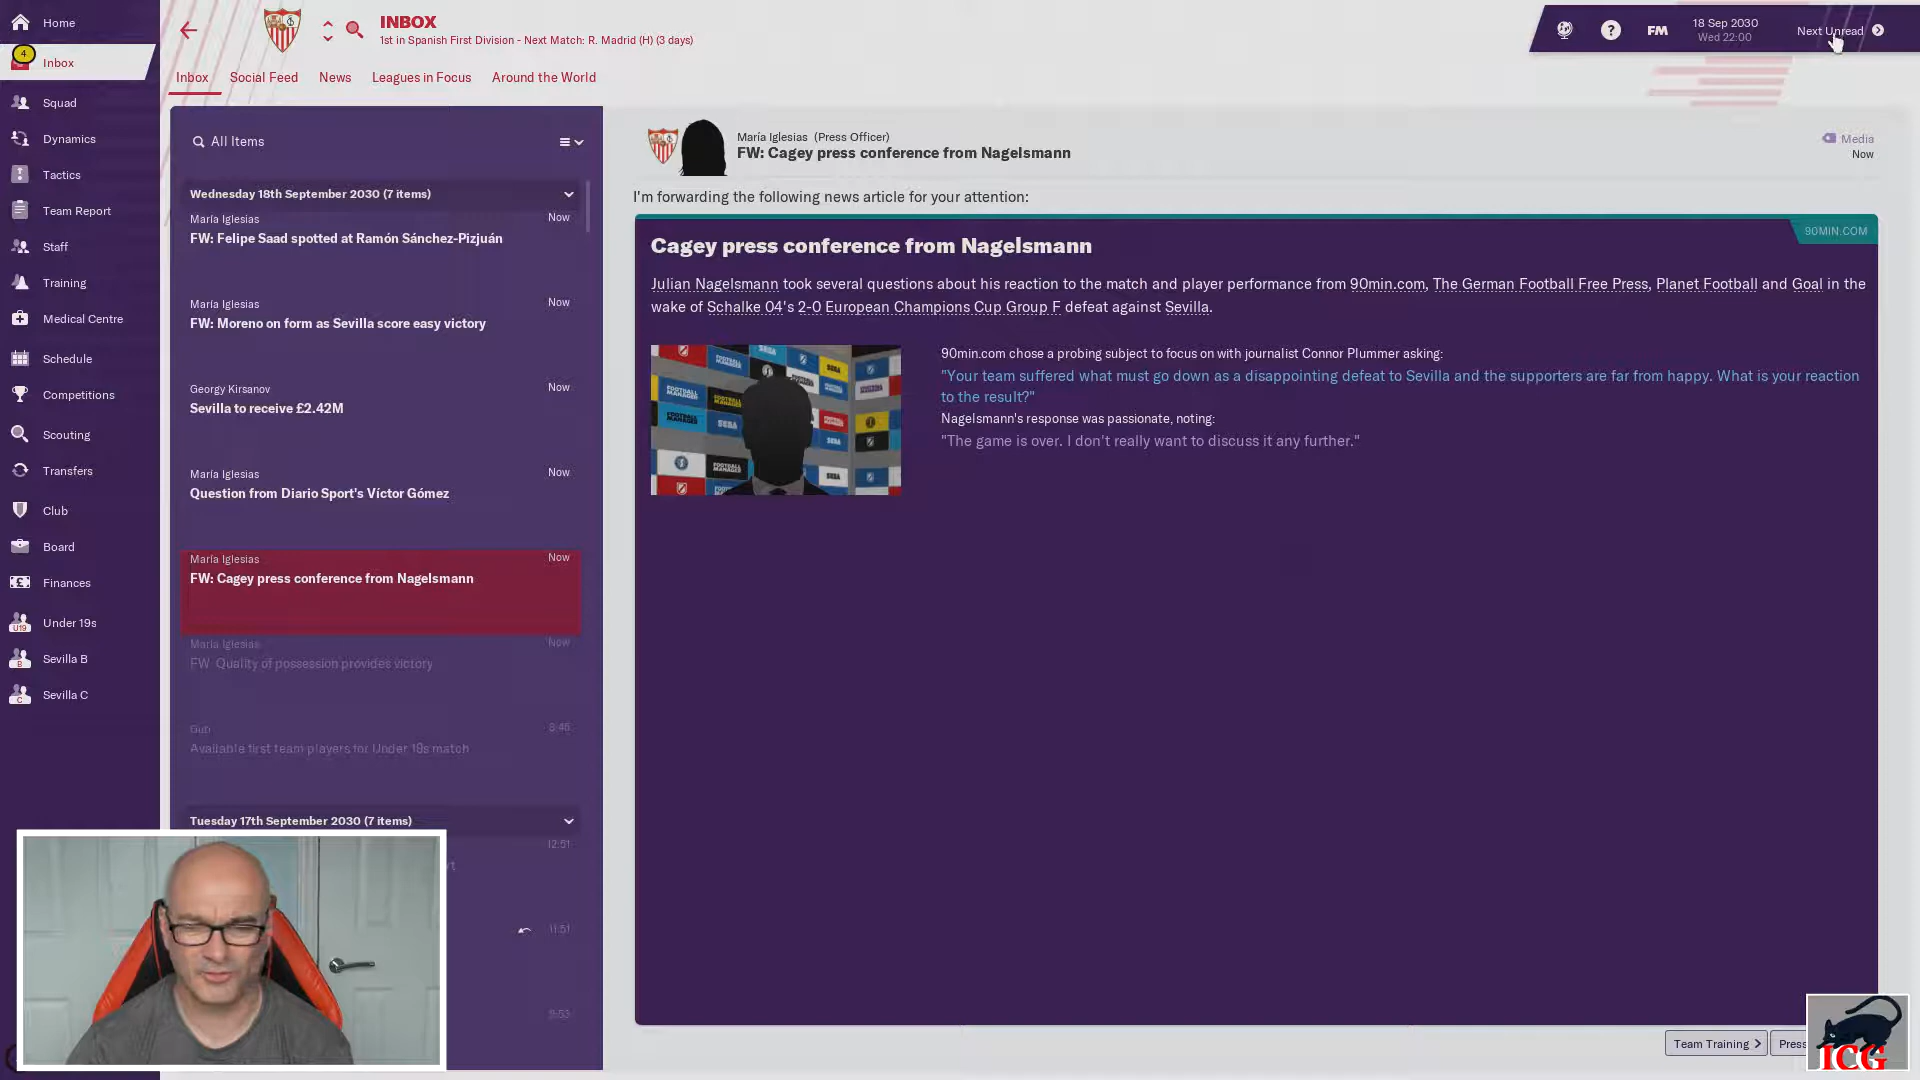 Home
4
Inbox
Squad
Dynamics
Tactics
Team Report
Staff
Training
Medical Centre
Schedule
Competitions
Scouting
Transfers
Club
Board
Finances
U19
Under 19s
B
Sevilla B
C
Sevilla C
INBOX
1st in Spanish First Division - Next Match: R. Madrid (H) (3 days)
?
FM
18 Sep 2030
Wed 22:00
Next Unread
Inbox
Social Feed
News
Leagues in Focus
Around the World
All Items
Wednesday 18th September 2030 (7 items)
María Iglesias
Now
FW: Felipe Saad spotted at Ramón Sánchez-Pizjuán
María Iglesias
Now
FW: Moreno on form as Sevilla score easy victory
Georgy Kirsanov
Now
Sevilla to receive £2.42M
María Iglesias
Now
Question from Diario Sport's Víctor Gómez
María Iglesias
Now
FW: Cagey press conference from Nagelsmann
María Iglesias
Now
FW: Quality of possession provides victory
Guti
Available first team players for Under 19s match
Tuesday 17th September 2030 (7 items)
12:51
11:51
9:53
María Iglesias (Press Officer)
FW: Cagey press conference from Nagelsmann
Media
Now
I'm forwarding the following news article for your attention:
90MIN.COM
Cagey press conference from Nagelsmann
Julian Nagelsmann took several questions about his reaction to the match and player performance from 90min.com, The German Football Free Press, Planet Football and Goal in the
wake of Schalke 04's 2-0 European Champions Cup Group F defeat against Sevilla.
90min.com chose a probing subject to focus on with journalist Connor Plummer asking:
"Your team suffered what must go down as a disappointing defeat to Sevilla and the supporters are far from happy. What is your reaction
to the result?"
Nagelsmann's response was passionate, noting:
"The game is over. I don't really want to discuss it any further."
Team Training
Press
ICG